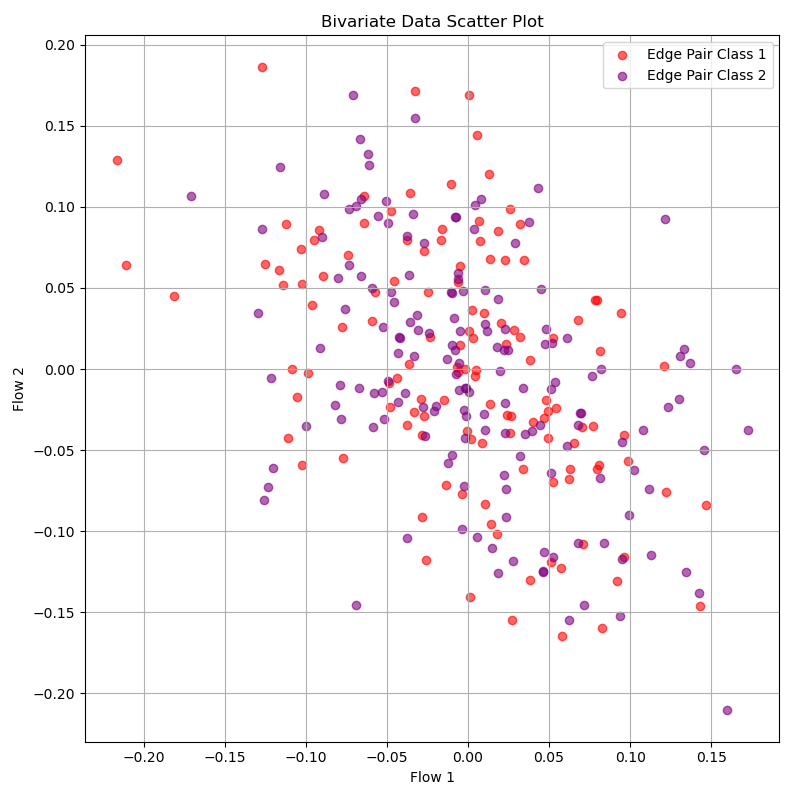 Bivariate Data Scatter Plot
Edge Pair Class 1
Edge Pair Class 2
0.20
0.15
0.10
0.05
0.00
−0.05
−0.10
−0.15
−0.20
Flow 2
−0.20 −0.15 −0.10 −0.05 0.00 0.05 0.10 0.15
Flow 1